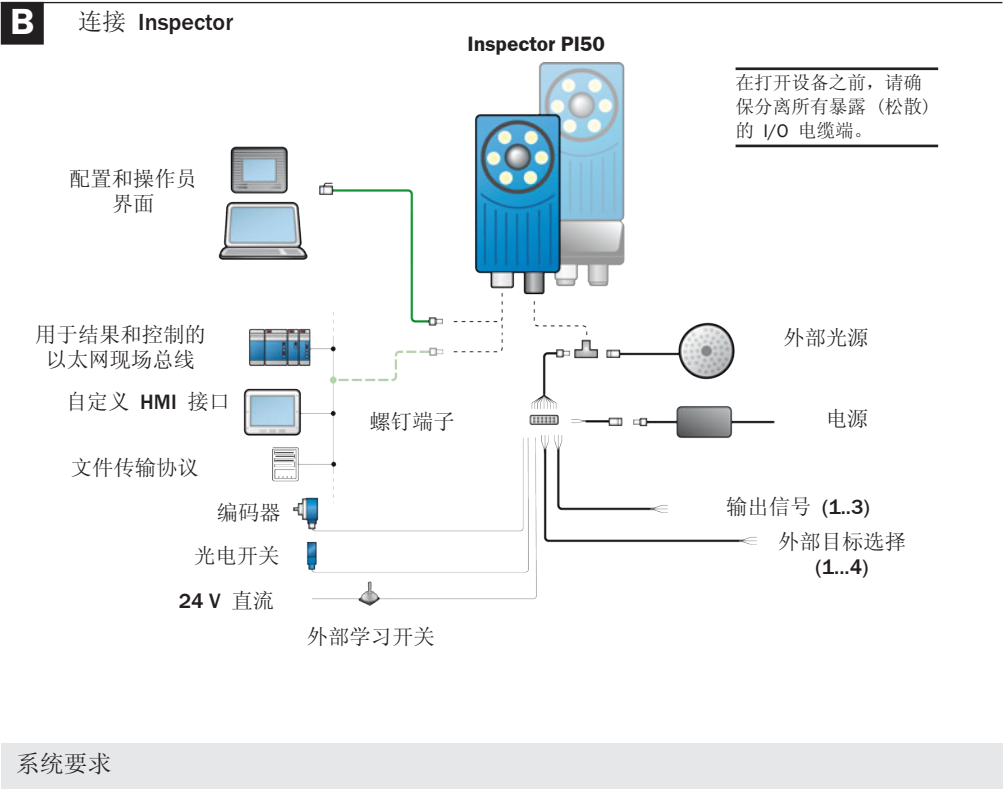 B
连接 Inspector
Inspector PI50
在打开设备之前，请确
保分离所有暴露（松散）
的 I/O 电缆端。
配置和操作员
界面
用于结果和控制的
以太网现场总线
外部光源
自定义 HMI 接口
螺钉端子
电源
文件传输协议
编码器
输出信号 (1..3)
光电开关
外部目标选择
(1...4)
24 V 直流
外部学习开关
系统要求